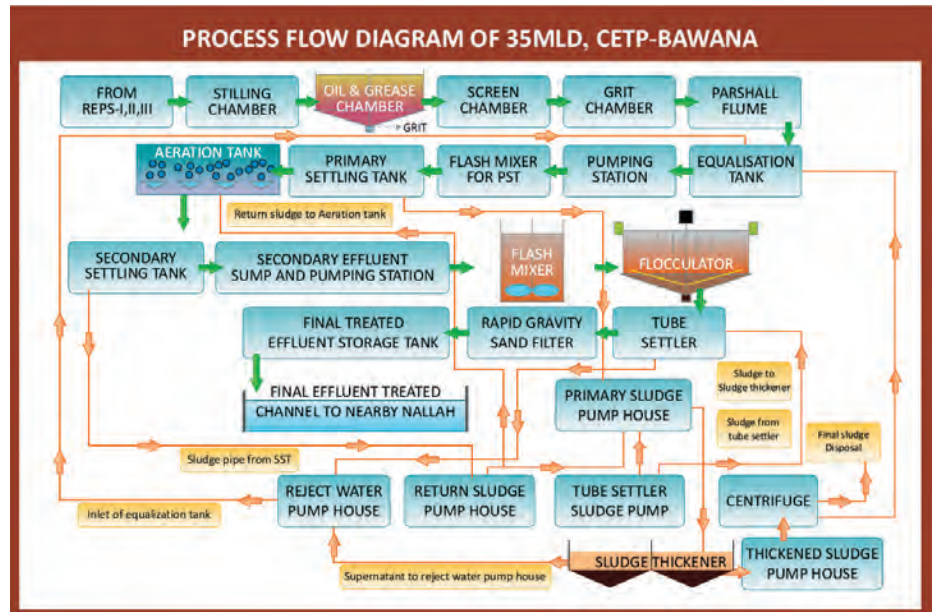 PROCESS FLOW DIAGRAM OF 35MLD, CETP-BAWANA
FROM
REPS-I,II,III
STILLING
CHAMBER
OIL & GREASE
CHAMBER
GRIT
SCREEN
CHAMBER
GRIT
CHAMBER
PARSHALL
FLUME
AERATION TANK
PRIMARY
SETTLING TANK
FLASH MIXER
FOR PST
PUMPING
STATION
EQUALISATION
TANK
Return sludge to Aeration tank
SECONDARY
SETTLING TANK
SECONDARY EFFLUENT
SUMP AND PUMPING STATION
FLASH
MIXER
FLOCCULATOR
FINAL TREATED
EFFLUENT STORAGE TANK
RAPID GRAVITY
SAND FILTER
TUBE
SETTLER
FINAL EFFLUENT TREATED
CHANNEL TO NEARBY NALLAH
PRIMARY SLUDGE
PUMP HOUSE
Sludge to
Sludge thickener
Sludge from
tube settler
Final sludge
Disposal
Sludge pipe from SST
Inlet of equalization tank
REJECT WATER
PUMP HOUSE
RETURN SLUDGE
PUMP HOUSE
TUBE SETTLER
SLUDGE PUMP
CENTRIFUGE
SLUDGE THICKENER
THICKENED SLUDGE
PUMP HOUSE
Supernatant to reject water pump house